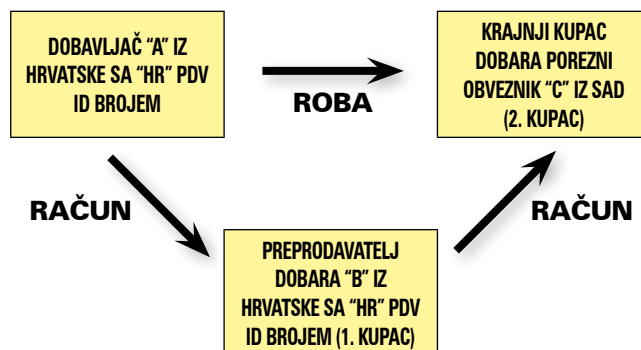 DOBAVLJAČ “A” IZ
HRVATSKE SA “HR” PDV
ID BROJEM
ROBA
KRAJNJI KUPAC
DOBARA POREZNI
OBVEZNIK “C” IZ SAD
(2. KUPAC)
RAČUN
RAČUN
PREPRODAVATELJ
DOBARA “B” IZ
HRVATSKE SA “HR” PDV
ID BROJEM (1. KUPAC)